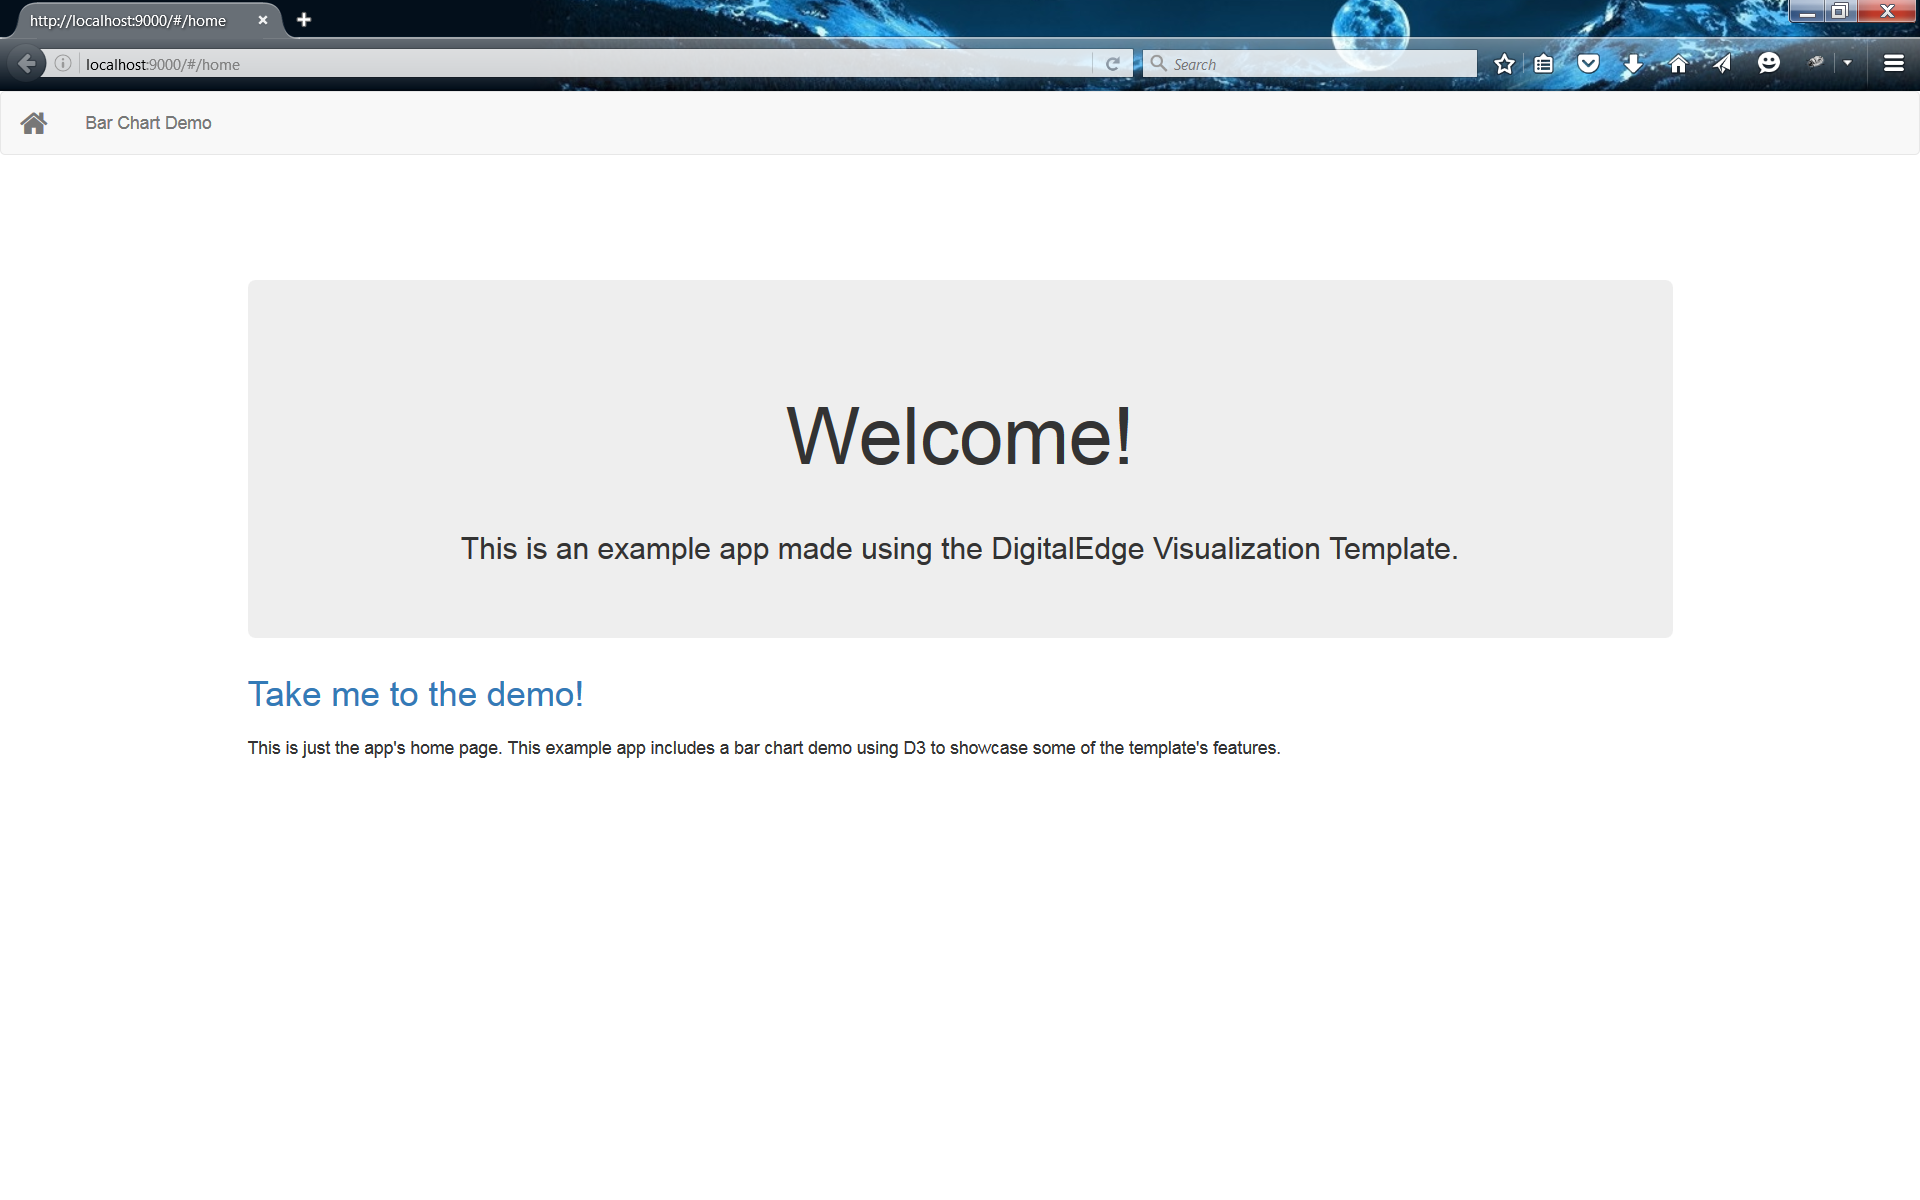 http://localhost:9000/#/home
localhost:9000/#/home
Search
Bar Chart Demo
Welcome!
This is an example app made using the DigitalEdge Visualization Template.
Take me to the demo!
This is just the app's home page. This example app includes a bar chart demo using D3 to showcase some of the template's features.